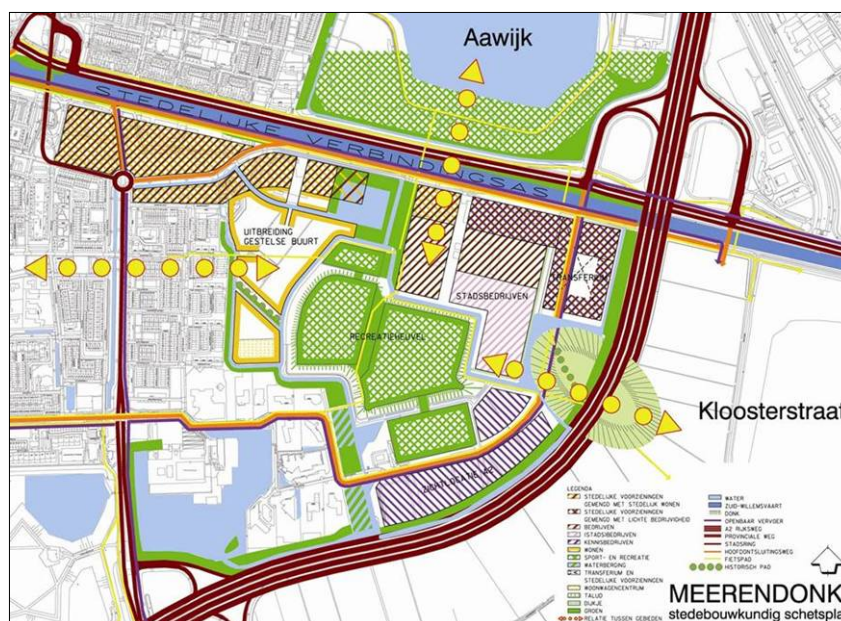 Aawijk
STEDELIJKE VERBINDINGSAS
UITBREIDING
GESTELSE BUURT
STADSBEDRIJVEN
RECREATIEHEUVEL
Kloosterstraat
LEGENDA
STEDELIJKE VOORZIENINGEN
GEMENGD MET STEDELIJK WONEN
STEDELIJKE VOORZIENINGEN
GEMENGD MET LICHTE BEDRIJVIGHEID
BEDRIJVEN
KENNISBEDRIJVEN
WONEN
SPORT- EN RECREATIE
WATERBERGING
TRANSFERIUM EN
STEDELIJKE VOORZIENINGEN
WOONWAGENCENTRUM
TALUD
DIJKJE
GROEN
RELATIE TUSSEN GEBIEDEN
WATER
ZUID-WILLEMSVAART
DONK
OPENBAAR VERVOER
A2 RIJKSWEG
PROVINCIALE WEG
STADSRING
HOOFDONTSLUITINGSWEG
FIETSPAD
HISTORISCH PAD
MEERENDONK
stedebouwkundig schetspla